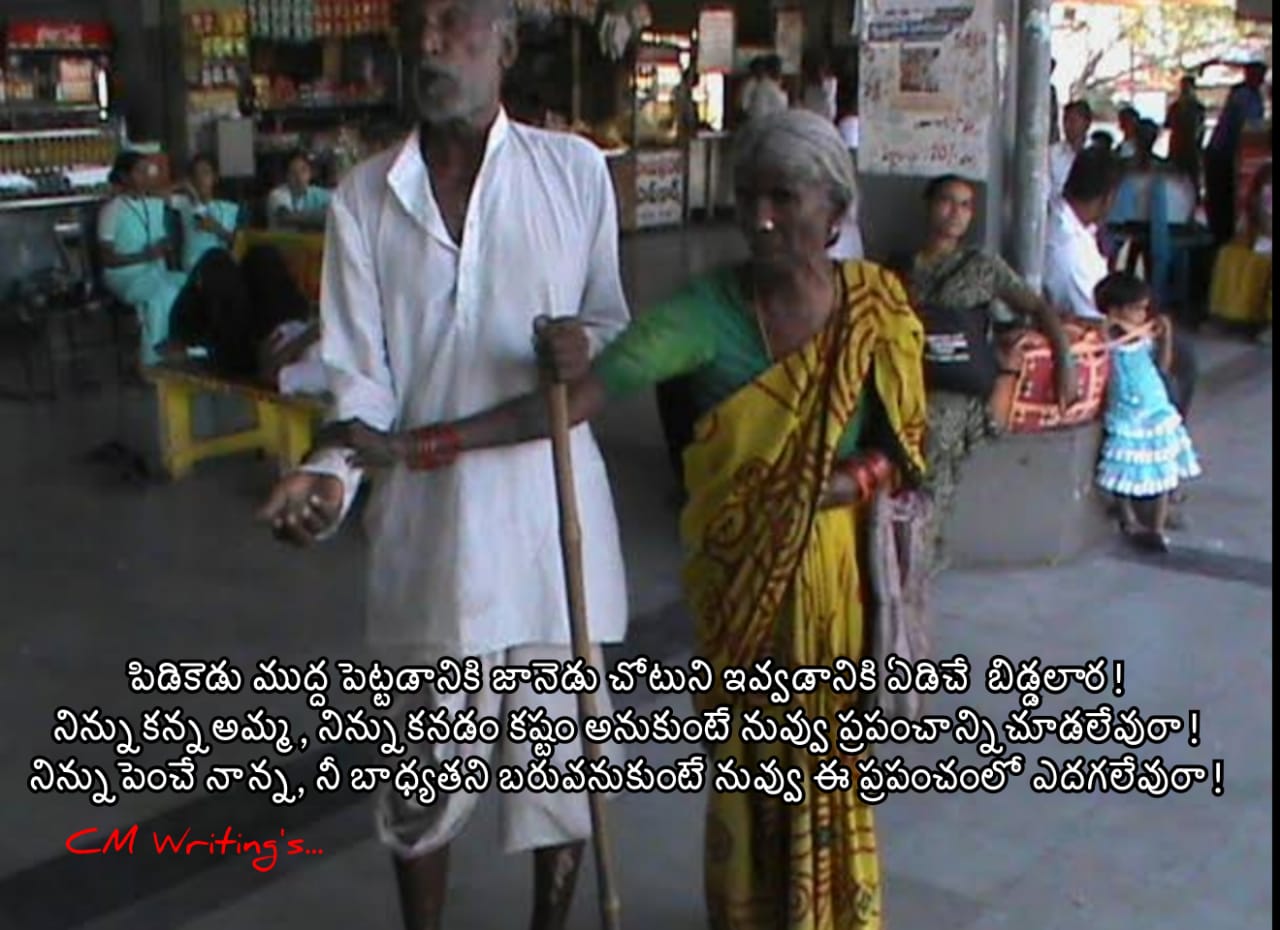 పిడికెడు ముద్ద పెట్టడానికి జానెడు చోటుని ఇవ్వడానికి ఏడిచే బిడ్డలార!
నిన్ను కన్న అమ్మ, నిన్ను కనడం కష్టం అనుకుంటే నువ్వు ప్రపంచాన్ని చూడలేవురా!
నిన్ను పెంచే నాన్న, నీ బాధ్యతని బరువనుకుంటే నువ్వు ఈ ప్రపంచంలో ఎదగలేవురా!
CM Writing's...